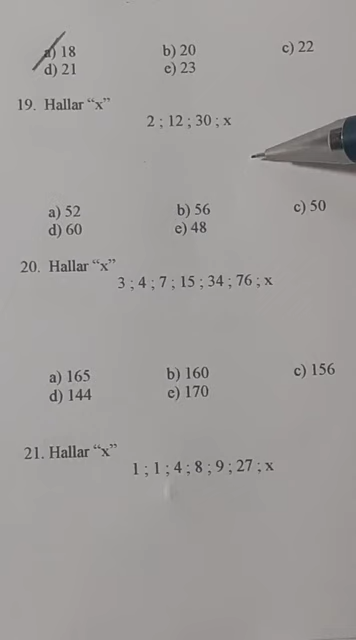 a) 18 b) 20 c) 22
d) 21 e) 23
19. Hallar “x”
2 ; 12 ; 30 ; x
a) 52 b) 56 c) 50
d) 60 e) 48
20. Hallar “x”
3 ; 4 ; 7 ; 15 ; 34 ; 76 ; x
a) 165 b) 160 c) 156
d) 144 e) 170
21. Hallar “x”
1 ; 1 ; 4 ; 8 ; 9 ; 27 ; x